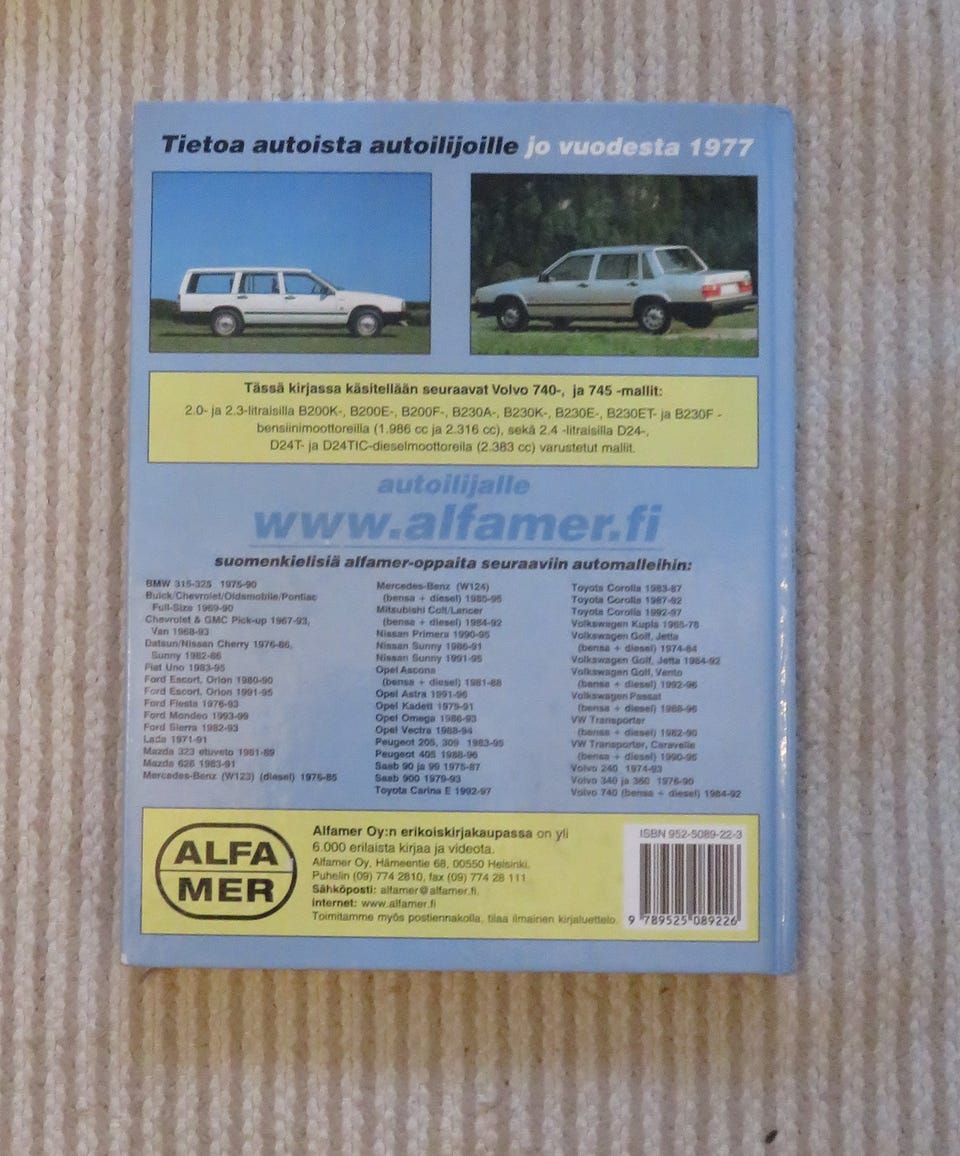 Tietoa autoista autoilijoille jo vuodesta 1977
Tässä kirjassa käsitellään seuraavat Volvo 740-, ja 745 -mallit:
2.0- ja 2.3-litraisilla B200K-, B200E-, B200F-, B230A-, B230K-, B230E-, B230ET- ja B230F -
bensiinimoottoreilla (1.986 cc ja 2.316 cc), sekä 2.4 -litraisilla D24-,
D24T- ja D24TIC-dieselmoottoreila (2.383 cc) varustetut mallit.
autoilijalle
www.alfamer.fi
suomenkielisiä alfamer-oppaita seuraaviin automalleihin:
BMW 315-325 1975-90
Buick/Chevrolet/Oldsmobile/Pontiac
Full-Size 1969-90
Chevrolet & GMC Pick-up 1967-93,
Van 1968-93
Datsun/Nissan Cherry 1976-86,
Sunny 1982-86
Fiat Uno 1983-95
Ford Escort, Orion 1980-90
Ford Escort, Orion 1991-95
Ford Fiesta 1976-93
Ford Mondeo 1993-99
Ford Sierra 1982-93
Lada 1971-91
Mazda 323 etuveto 1981-89
Mazda 626 1983-91
Mercedes-Benz (W123) (diesel) 1976-85
Mercedes-Benz (W124)
(bensa + diesel) 1985-95
Mitsubishi Colt/Lancer
(bensa + diesel) 1984-92
Nissan Primera 1990-95
Nissan Sunny 1986-91
Nissan Sunny 1991-95
Opel Ascona
(bensa + diesel) 1981-88
Opel Astra 1991-96
Opel Kadett 1979-91
Opel Omega 1986-93
Opel Vectra 1988-94
Peugeot 205, 309 1983-95
Peugeot 405 1988-96
Saab 90 ja 99 1975-87
Saab 900 1979-93
Toyota Carina E 1992-97
Toyota Corolla 1983-87
Toyota Corolla 1987-92
Toyota Corolla 1992-97
Volkswagen Kupla 1965-78
Volkswagen Golf, Jetta
(bensa + diesel) 1974-84
Volkswagen Golf, Jetta 1984-92
Volkswagen Golf, Vento
(bensa + diesel) 1992-96
Volkswagen Passat
(bensa + diesel) 1988-96
VW Transporter
(bensa + diesel) 1982-90
VW Transporter, Caravelle
(bensa + diesel) 1990-95
Volvo 240 1974-93
Volvo 340 ja 360 1976-90
Volvo 740 (bensa + diesel) 1984-92
ALFA
MER
Alfamer Oy:n erikoiskirjakaupassa on yli
6.000 erilaista kirjaa ja videota.
Alfamer Oy, Hämeentie 68, 00550 Helsinki.
Puhelin (09) 774 2810, fax (09) 774 28 111
Sähköposti: alfamer@alfamer.fi.
Internet: www.alfamer.fi
Toimitamme myös postiennakolla, tilaa ilmainen kirjaluettelo.
ISBN 952-5089-22-3
9 789525 089226